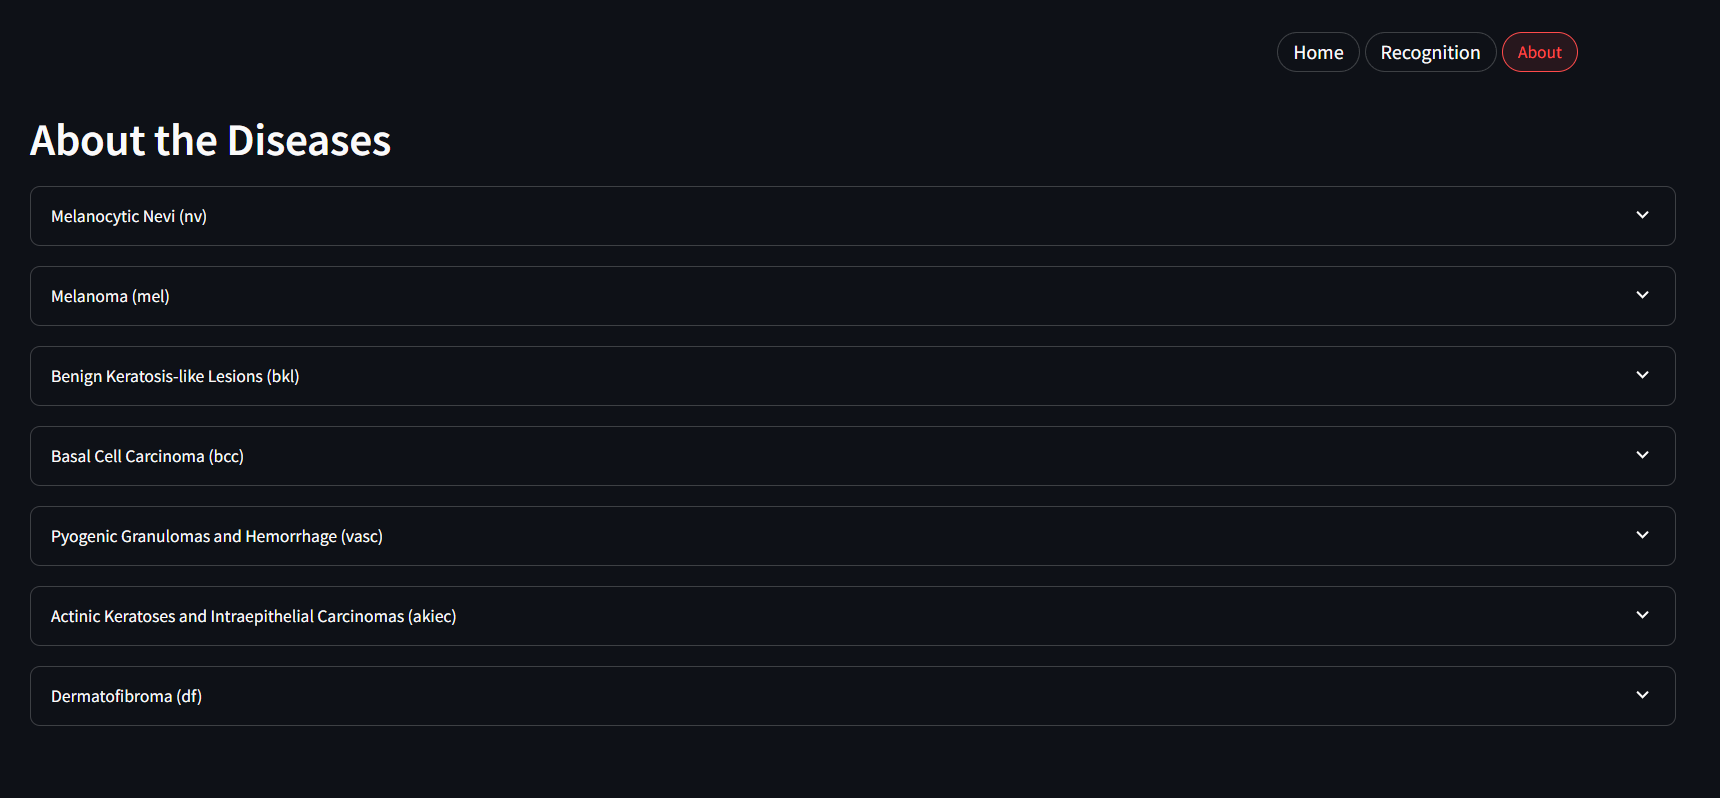 Home Recognition About
About the Diseases
Melanocytic Nevi (nv)
Melanoma (mel)
Benign Keratosis-like Lesions (bkl)
Basal Cell Carcinoma (bcc)
Pyogenic Granulomas and Hemorrhage (vasc)
Actinic Keratoses and Intraepithelial Carcinomas (akiec)
Dermatofibroma (df)